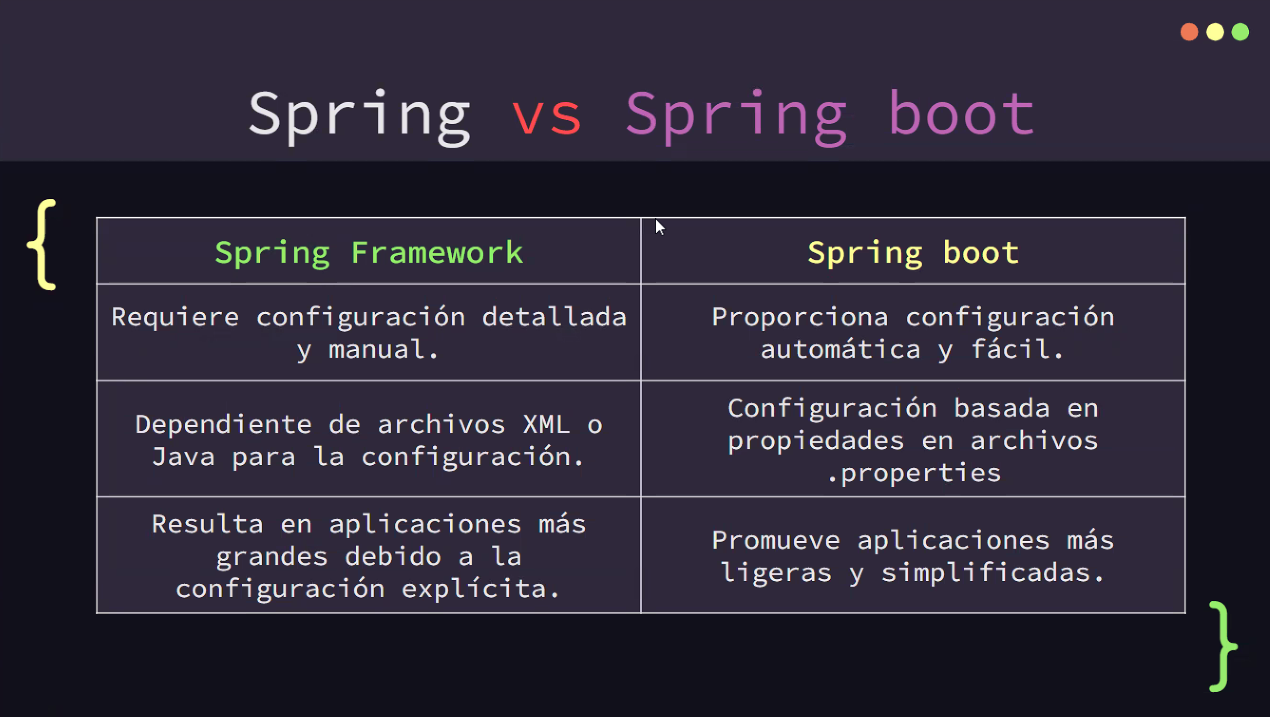 Spring vs Spring boot
{
Spring Framework
Spring boot
Requiere configuración detallada
y manual.
Proporciona configuración
automática y fácil.
Dependiente de archivos XML o
Java para la configuración.
Configuración basada en
propiedades en archivos
.properties
Resulta en aplicaciones más
grandes debido a la
configuración explícita.
Promueve aplicaciones más
ligeras y simplificadas.
}